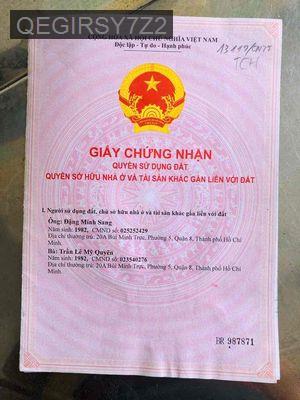 QEGIRSY7Z2
CỘNG HÒA XÃ HỘI CHỦ NGHĨA VIỆT NAM
Độc lập - Tự do - Hạnh phúc
GIẤY CHỨNG NHẬN
QUYỀN SỬ DỤNG ĐẤT
QUYỀN SỞ HỮU NHÀ Ở VÀ TÀI SẢN KHÁC GẮN LIỀN VỚI ĐẤT
I. Người sử dụng đất, chủ sở hữu nhà ở và tài sản khác gắn liền với đất
Ông: Đặng Minh Sang
Năm sinh: 1982, CMND số: 025252429
Địa chỉ thường trú: 20A Bùi Minh Trực, Phường 5, Quận 8, Thành phố Hồ Chí
Minh.
Bà: Trần Lê Mỹ Quyên
Năm sinh: 1982, CMND số: 023540276
Địa chỉ thường trú: 20A Bùi Minh Trực, Phường 5, Quận 8, Thành phố Hồ Chí
Minh.
BR 987871